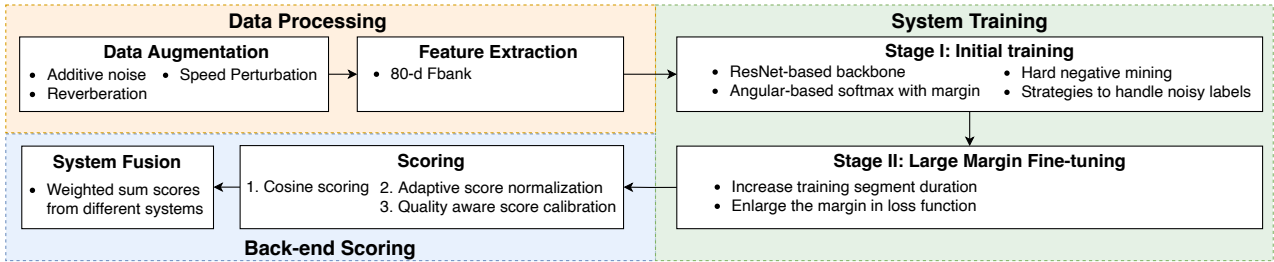 Data Processing
Data Augmentation
• Additive noise • Speed Perturbation
• Reverberation
Feature Extraction
• 80-d Fbank
System Training
Stage I: Initial training
• ResNet-based backbone
• Angular-based softmax with margin
• Hard negative mining
• Strategies to handle noisy labels
Stage II: Large Margin Fine-tuning
• Increase training segment duration
• Enlarge the margin in loss function
Scoring
1. Cosine scoring
2. Adaptive score normalization
3. Quality aware score calibration
System Fusion
• Weighted sum scores
from different systems
Back-end Scoring